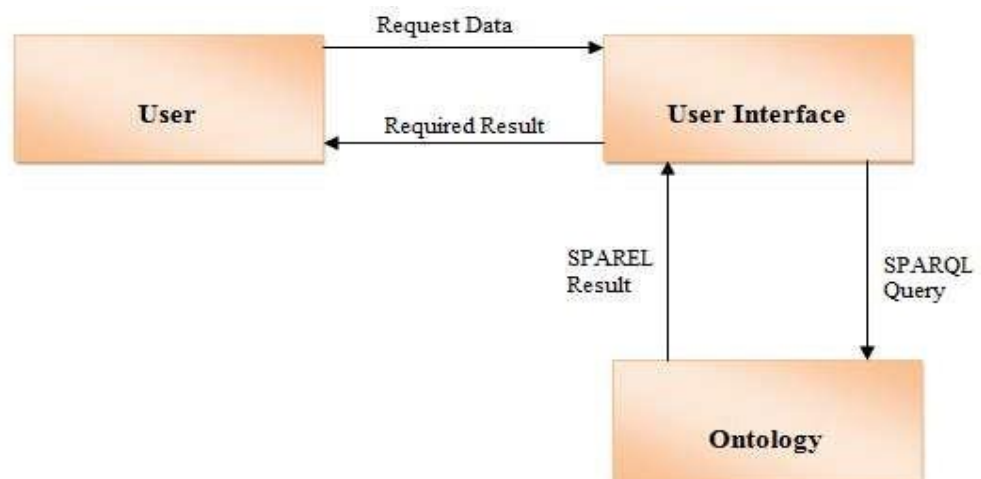 Request Data
User
User Interface
Required Result
SPAREL
Result
SPARQL
Query
Ontology